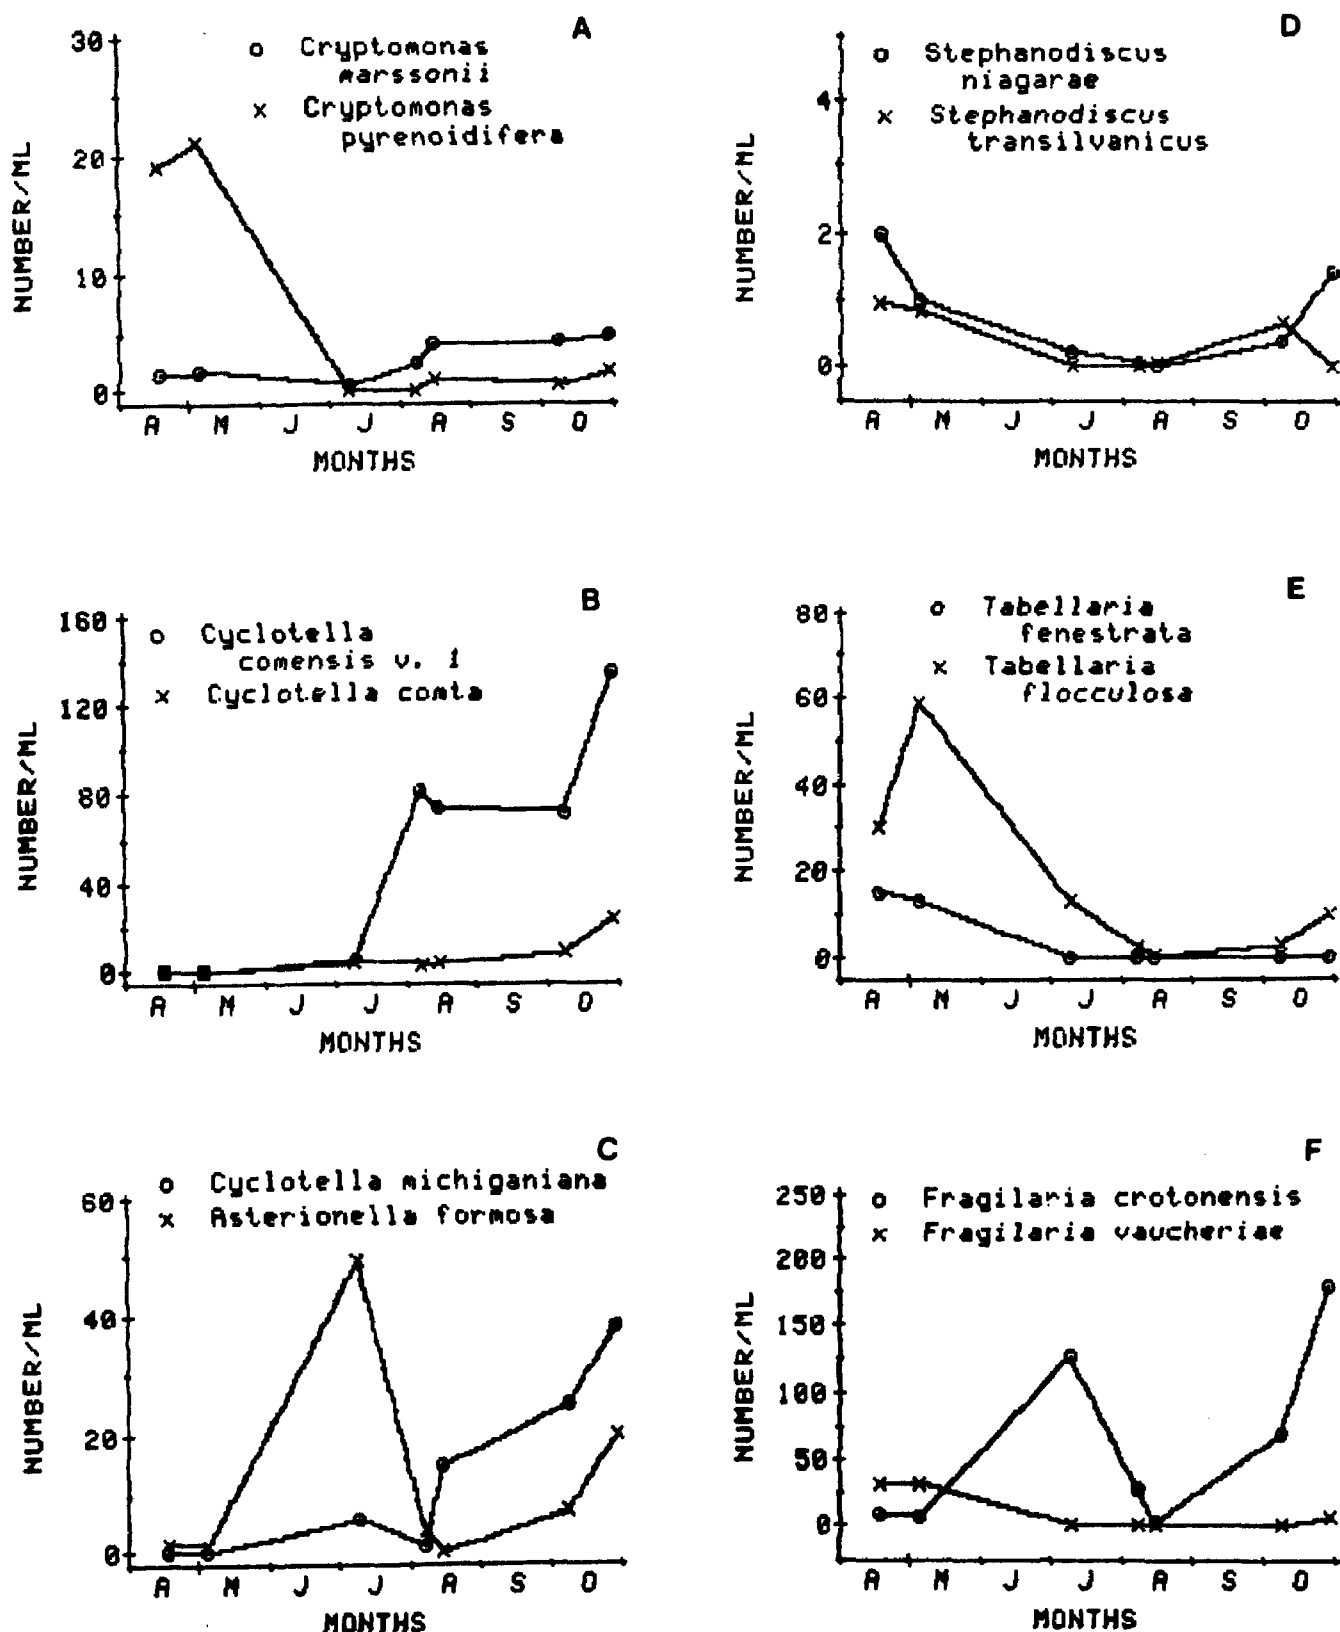 A
30
o Cryptomonas
marssonii
x Cryptomonas
pyrenoidifera
20
10
0
NUMBER/ML
A M J J A S O
MONTHS
D
o Stephanodiscus
niagarae
4
x Stephanodiscus
transilvanicus
2
0
NUMBER/ML
A M J J A S O
MONTHS
B
160
o Cyclotella
comensis v. 1
x Cyclotella comta
120
80
40
0
NUMBER/ML
A M J J A S O
MONTHS
E
80
o Tabellaria
fenestrata
x Tabellaria
flocculosa
60
40
20
0
NUMBER/ML
A M J J A S O
MONTHS
C
o Cyclotella michiganiana
60
x Asterionella formosa
40
20
0
NUMBER/ML
A M J J A S O
MONTHS
F
250
o Fragilaria crotonensis
x Fragilaria vaucheriae
200
150
100
50
0
NUMBER/ML
A M J J A S O
MONTHS